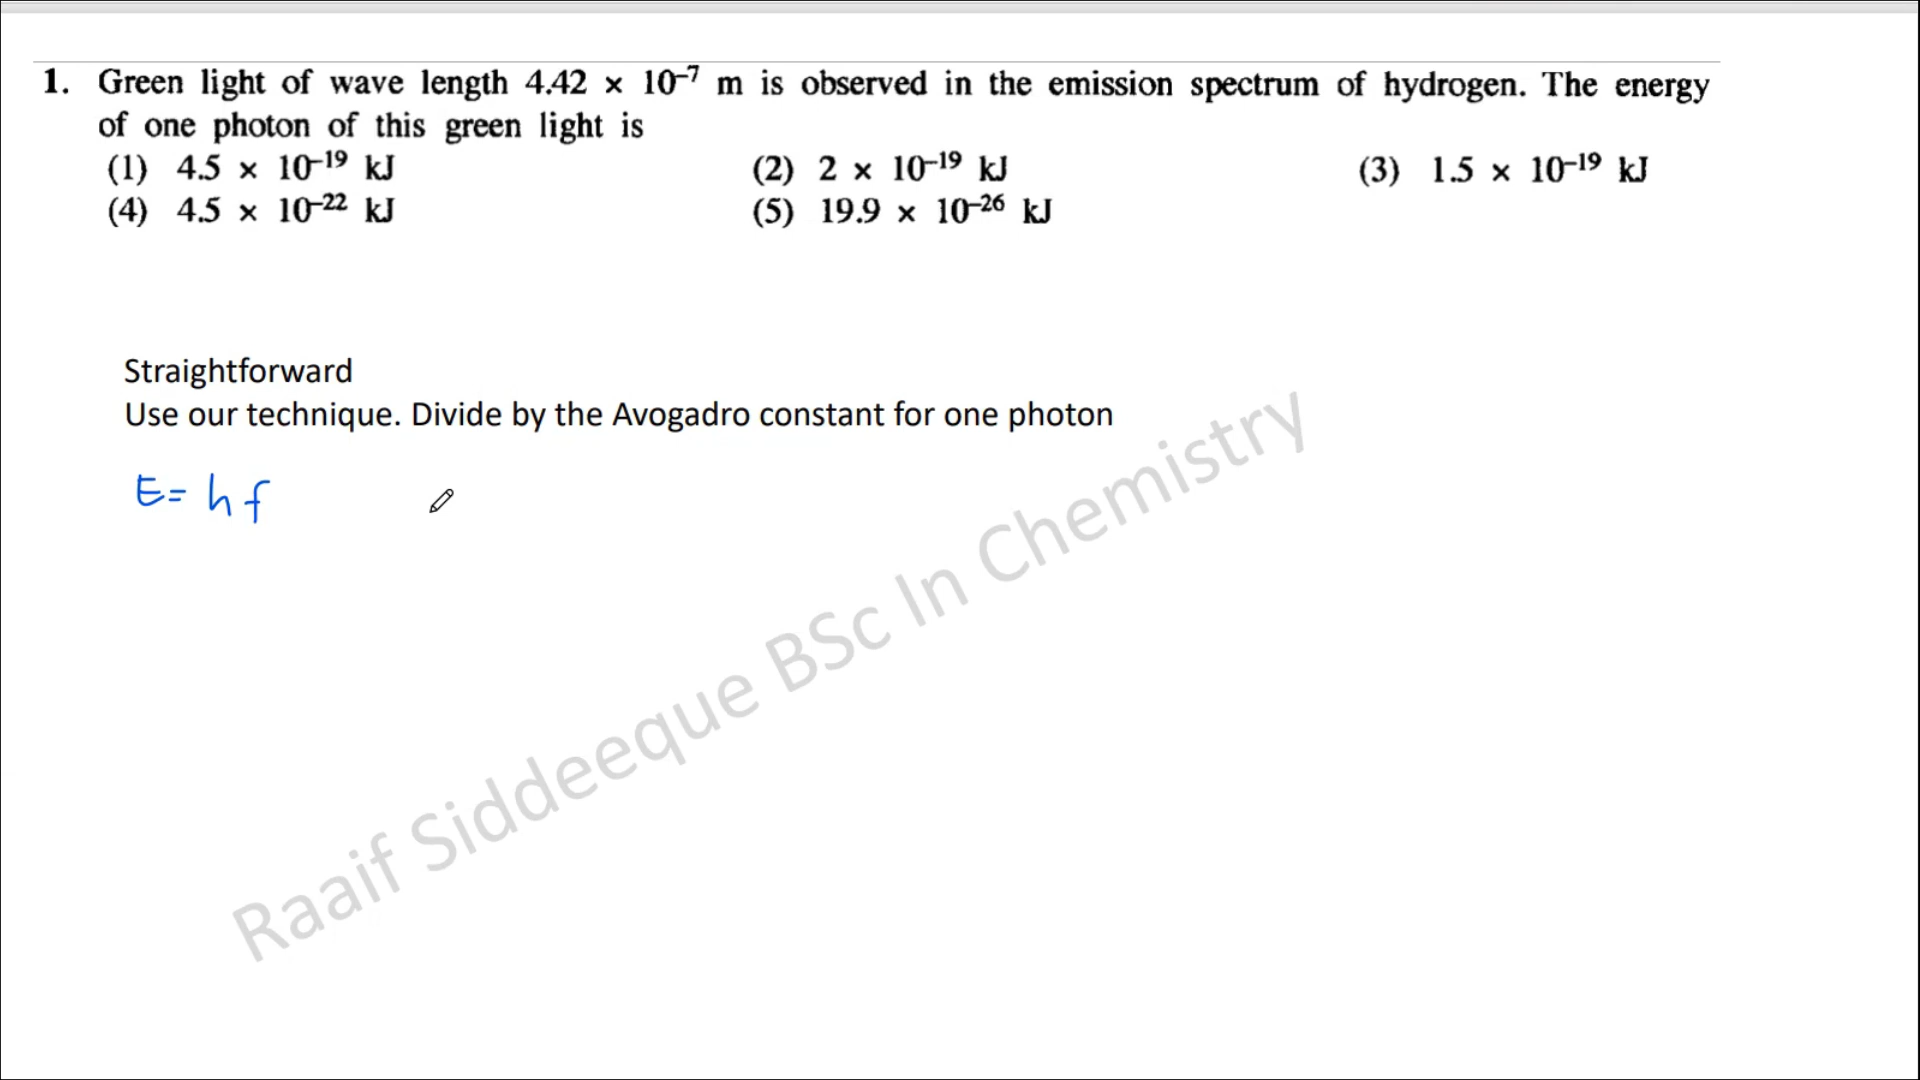 1. Green light of wave length 4.42 × 10⁻⁷ m is observed in the emission spectrum of hydrogen. The energy
of one photon of this green light is
(1) 4.5 × 10⁻¹⁹ kJ (2) 2 × 10⁻¹⁹ kJ (3) 1.5 × 10⁻¹⁹ kJ
(4) 4.5 × 10⁻²² kJ (5) 19.9 × 10⁻²⁶ kJ
Straightforward
Use our technique. Divide by the Avogadro constant for one photon
E = h f
Raaif Siddeeque BSc In Chemistry